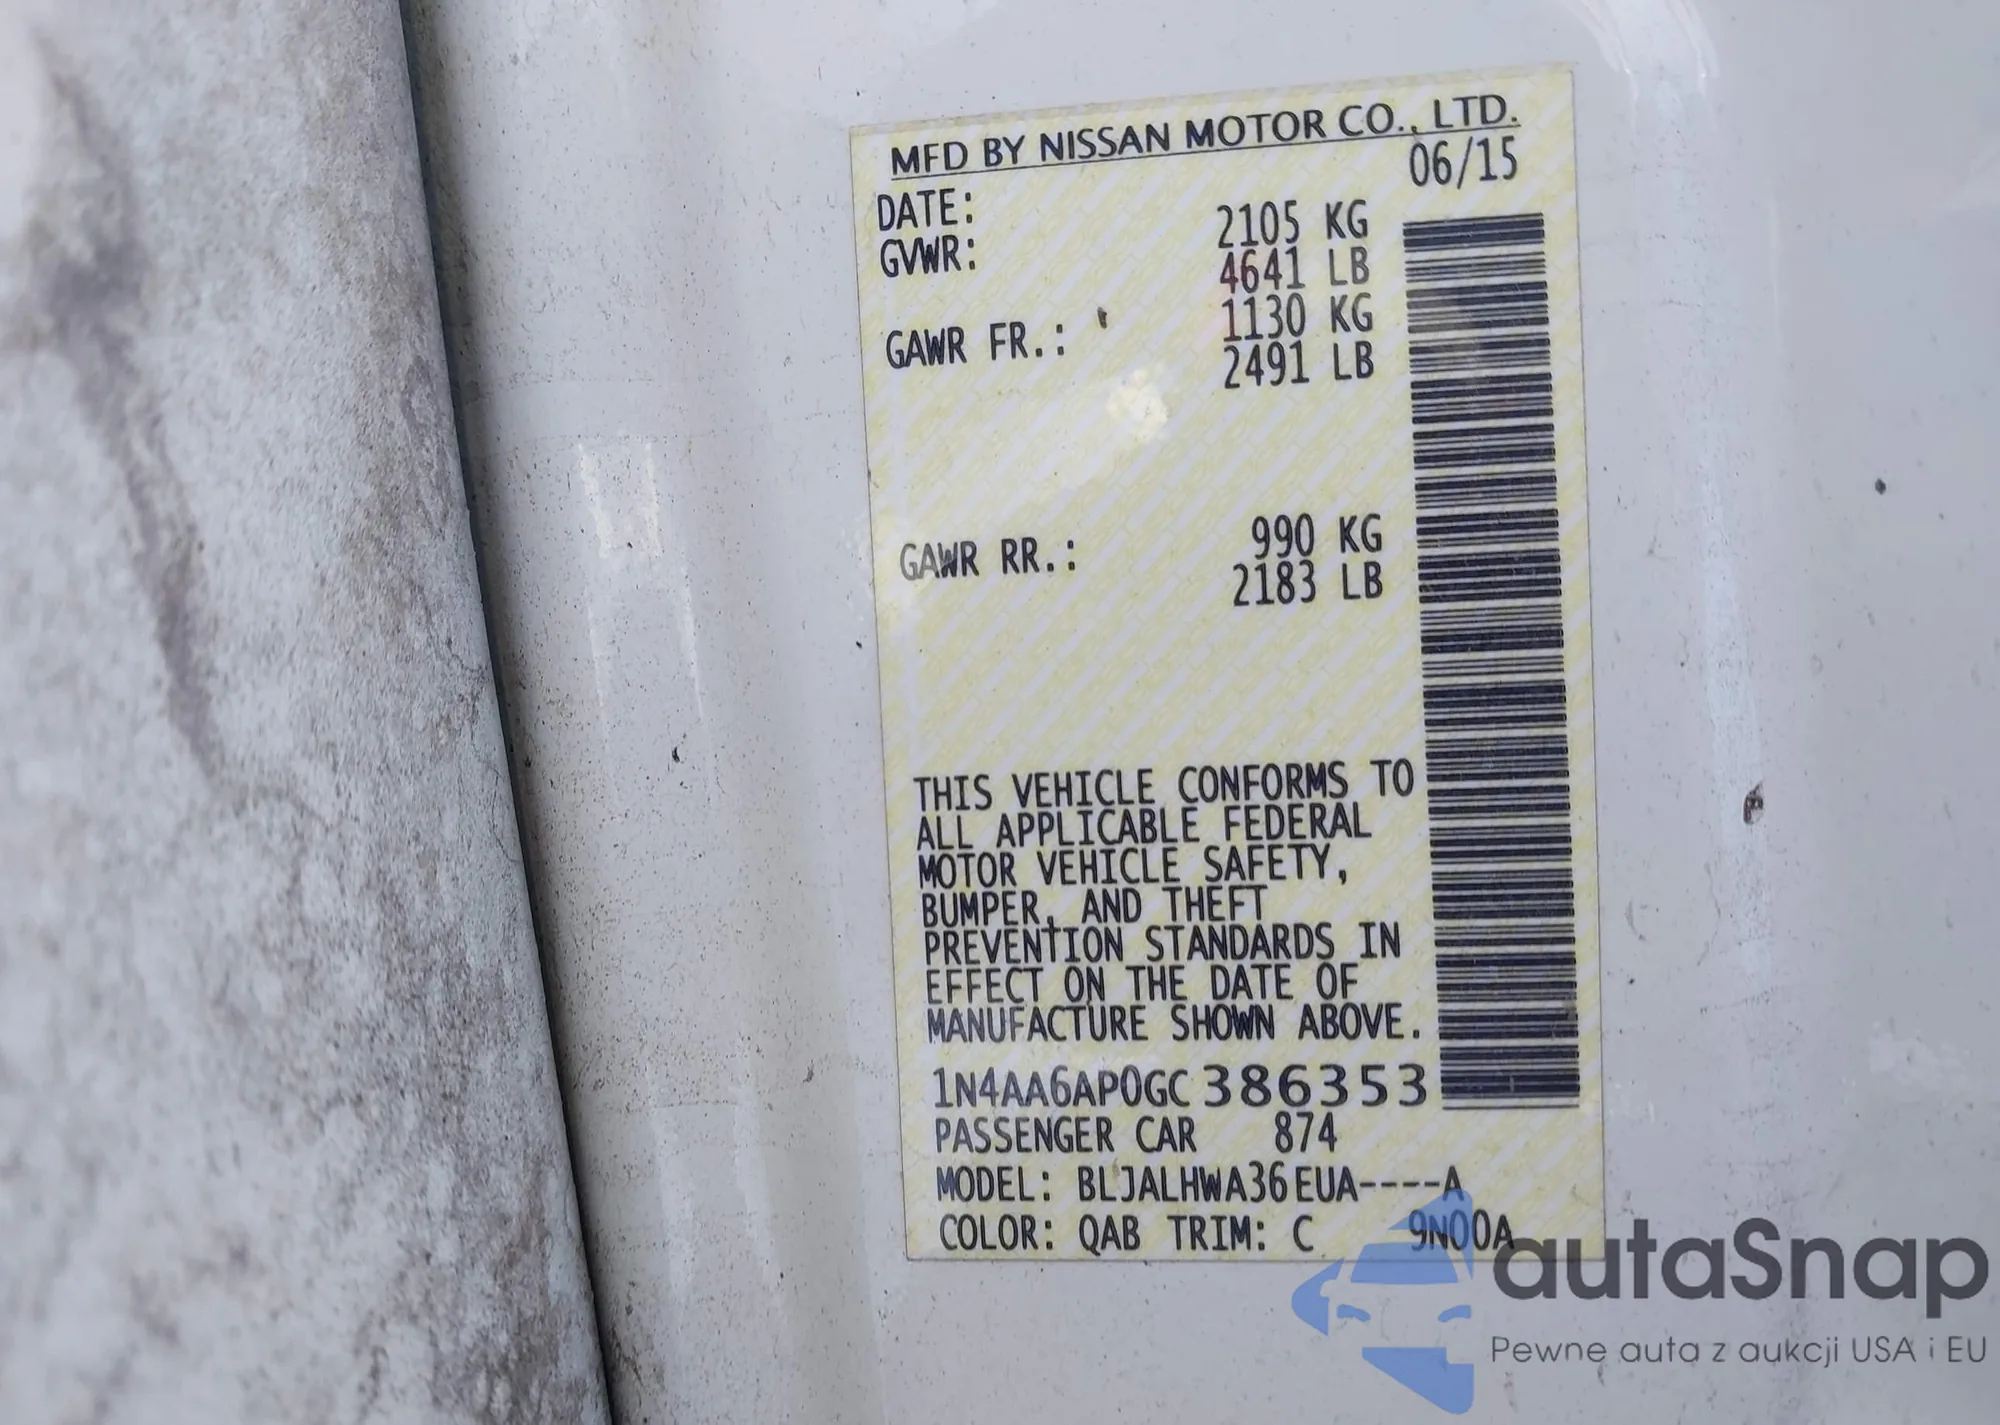 MFD BY NISSAN MOTOR CO., LTD.
DATE: 06/15
GVWR: 2105 KG
4641 LB
GAWR FR.: 1130 KG
2491 LB
GAWR RR.: 990 KG
2183 LB
THIS VEHICLE CONFORMS TO
ALL APPLICABLE FEDERAL
MOTOR VEHICLE SAFETY,
BUMPER, AND THEFT
PREVENTION STANDARDS IN
EFFECT ON THE DATE OF
MANUFACTURE SHOWN ABOVE.
1N4AA6AP0GC386353
PASSENGER CAR 874
MODEL: BLJALHWA36EUA----A
COLOR: QAB TRIM: C 9N00A
autaSnap
Pewne auta z aukcji USA i EU